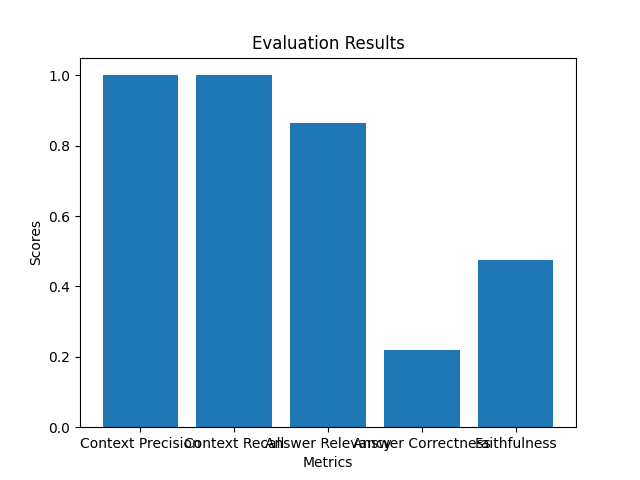 Evaluation Results
Scores
1.0
0.8
0.6
0.4
0.2
0.0
Context Precision Context Recall Answer Relevancy Answer Correctness Faithfulness
Metrics